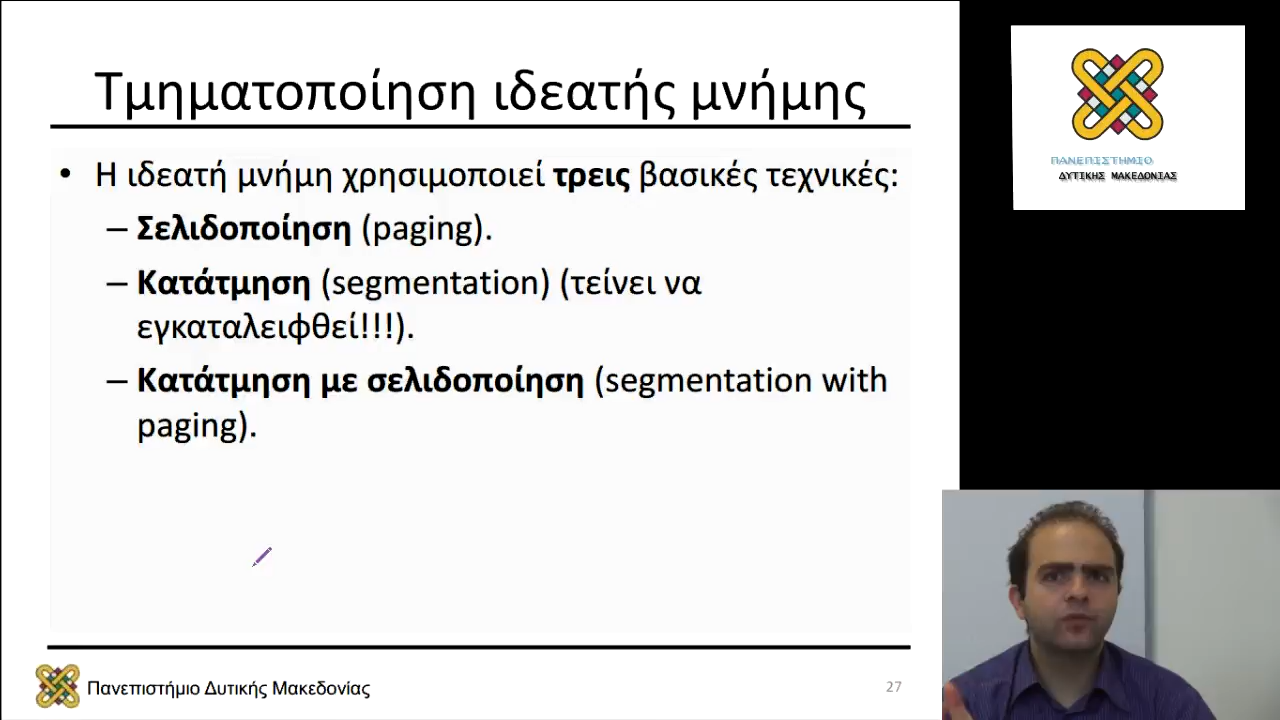 Τμηματοποίηση ιδεατής μνήμης
• Η ιδεατή μνήμη χρησιμοποιεί τρεις βασικές τεχνικές:
– Σελιδοποίηση (paging).
– Κατάτμηση (segmentation) (τείνει να
εγκαταλειφθεί!!!).
– Κατάτμηση με σελιδοποίηση (segmentation with
paging).
Πανεπιστήμιο Δυτικής Μακεδονίας
27
ΠΑΝΕΠΙΣΤΗΜΙΟ
ΔΥΤΙΚΗΣ ΜΑΚΕΔΟΝΙΑΣ